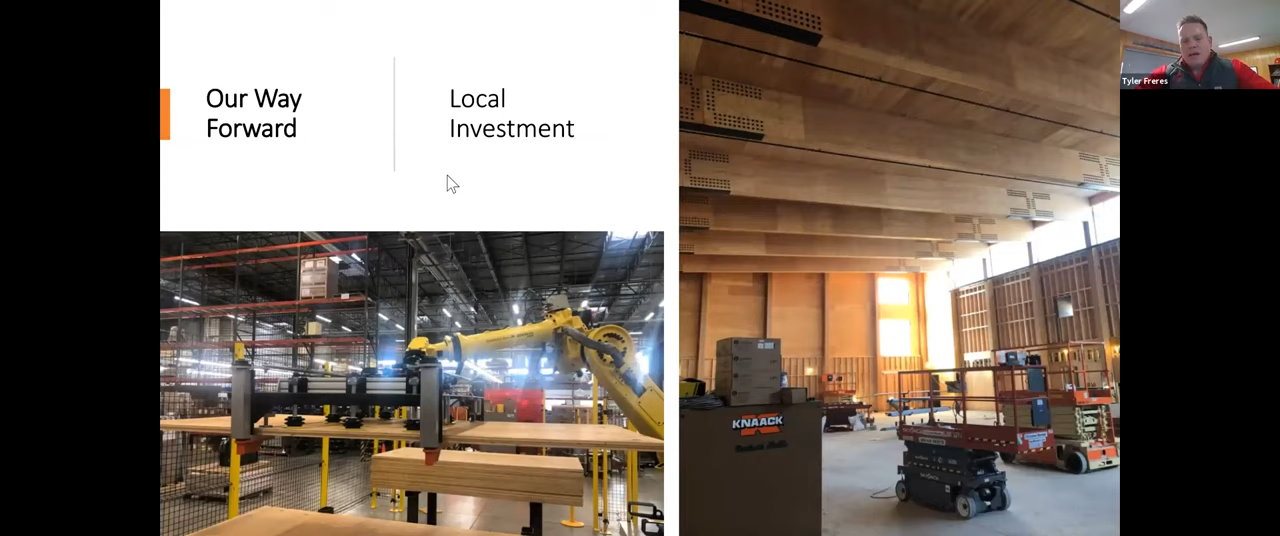 Our Way
Forward
Local
Investment
Tyler Freres
KNAACK